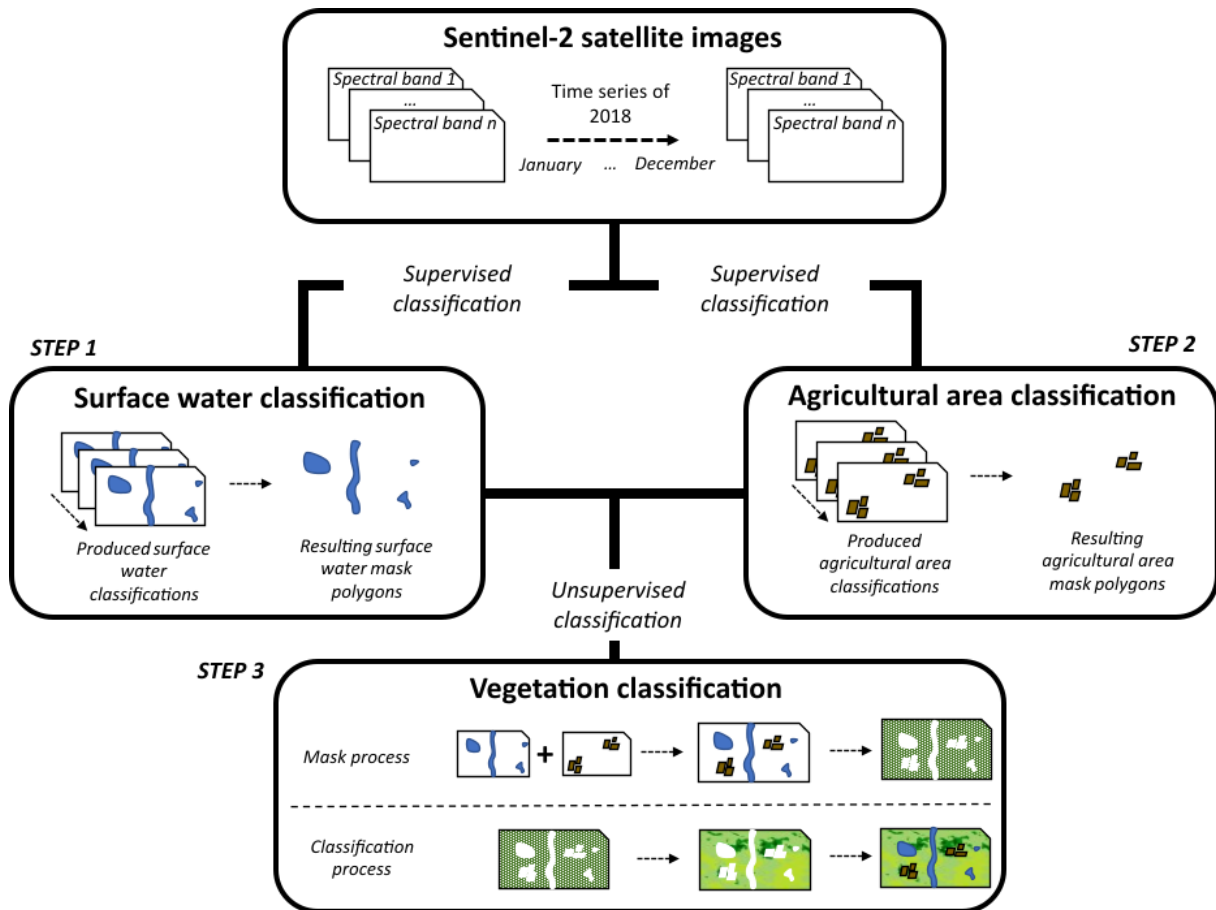 Sentinel-2 satellite images
Spectral band 1
...
Spectral band n
Time series of
2018
January ... December
Spectral band 1
...
Spectral band n
Supervised
classification
Supervised
classification
STEP 1
Surface water classification
Produced surface
water
classifications
Resulting surface
water mask
polygons
STEP 2
Agricultural area classification
Produced
agricultural area
classifications
Resulting
agricultural area
mask polygons
Unsupervised
classification
STEP 3
Vegetation classification
Mask process
+
Classification
process